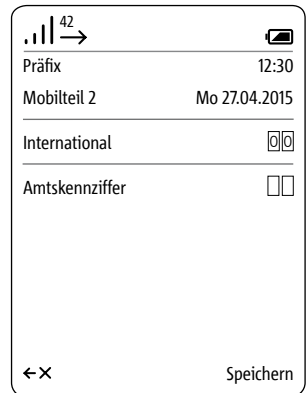 42
Präfix 12:30
Mobilteil 2 Mo 27.04.2015
International 00
Amtskennziffer
Speichern